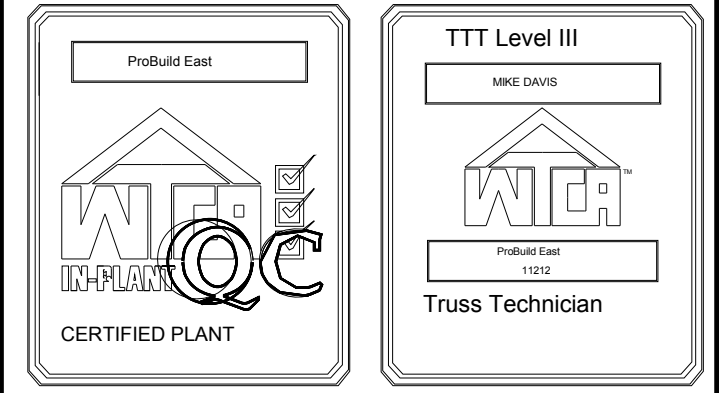 ProBuild East
WTCA
IN-PLANT
QC
CERTIFIED PLANT
TTT Level III
MIKE DAVIS
WTCA
TM
ProBuild East
11212
Truss Technician